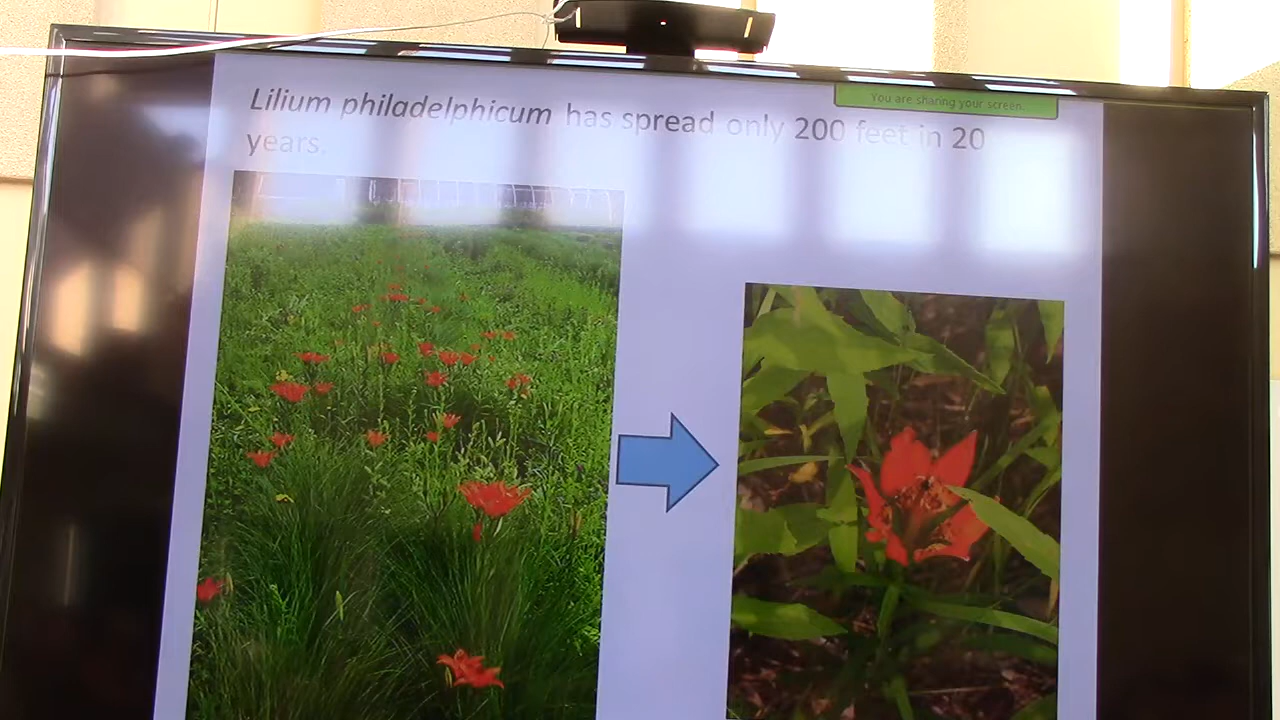 You are sharing your screen.
Lilium philadelphicum has spread only 200 feet in 20
years.